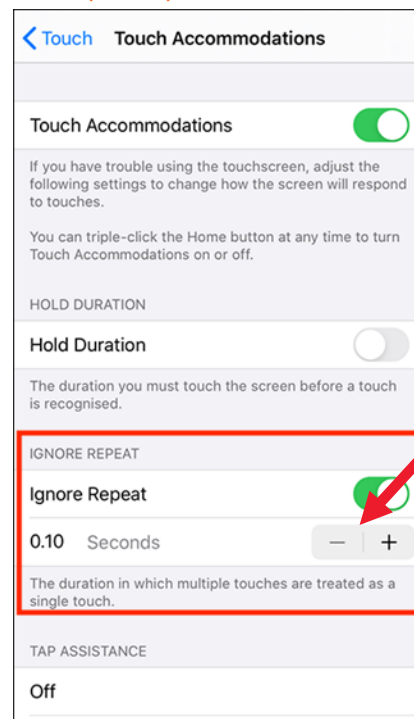 Touch Touch Accommodations
Touch Accommodations
If you have trouble using the touchscreen, adjust the
following settings to change how the screen will respond
to touches.
You can triple-click the Home button at any time to turn
Touch Accommodations on or off.
HOLD DURATION
Hold Duration
The duration you must touch the screen before a touch
is recognised.
IGNORE REPEAT
Ignore Repeat
0.10 Seconds − +
The duration in which multiple touches are treated as a
single touch.
TAP ASSISTANCE
Off